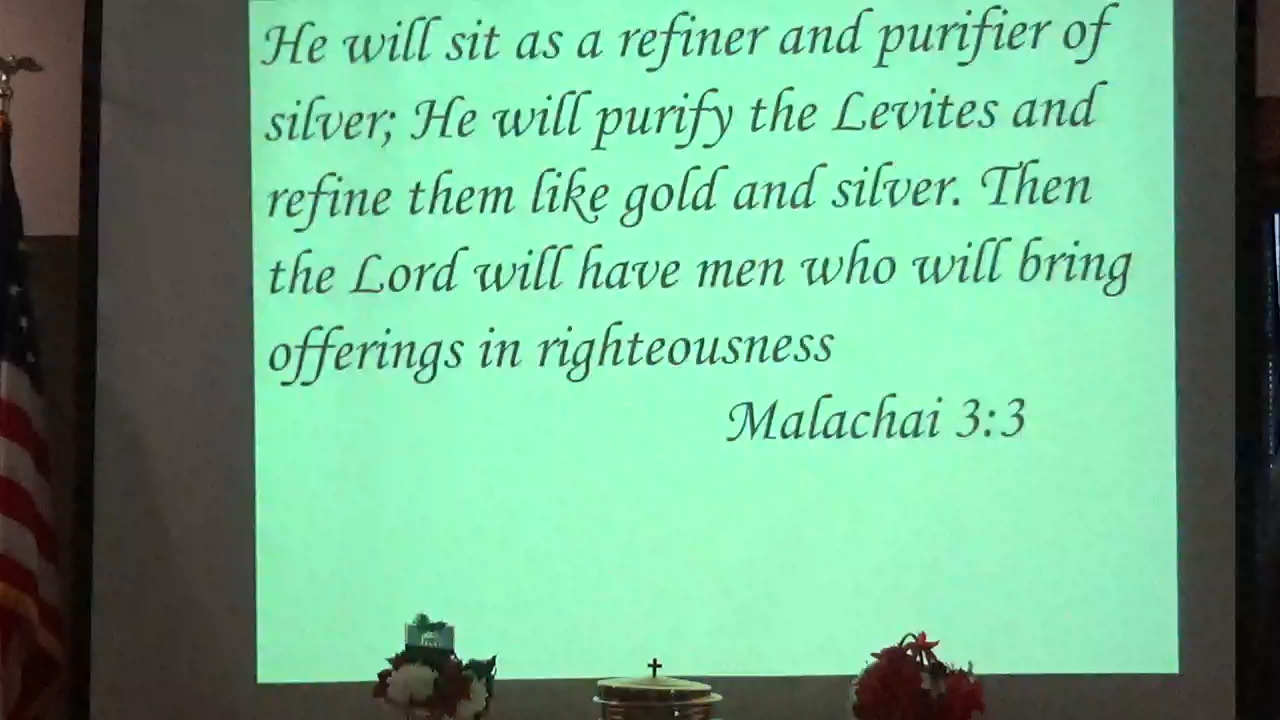 He will sit as a refiner and purifier of
silver; He will purify the Levites and
refine them like gold and silver. Then
the Lord will have men who will bring
offerings in righteousness
Malachai 3:3